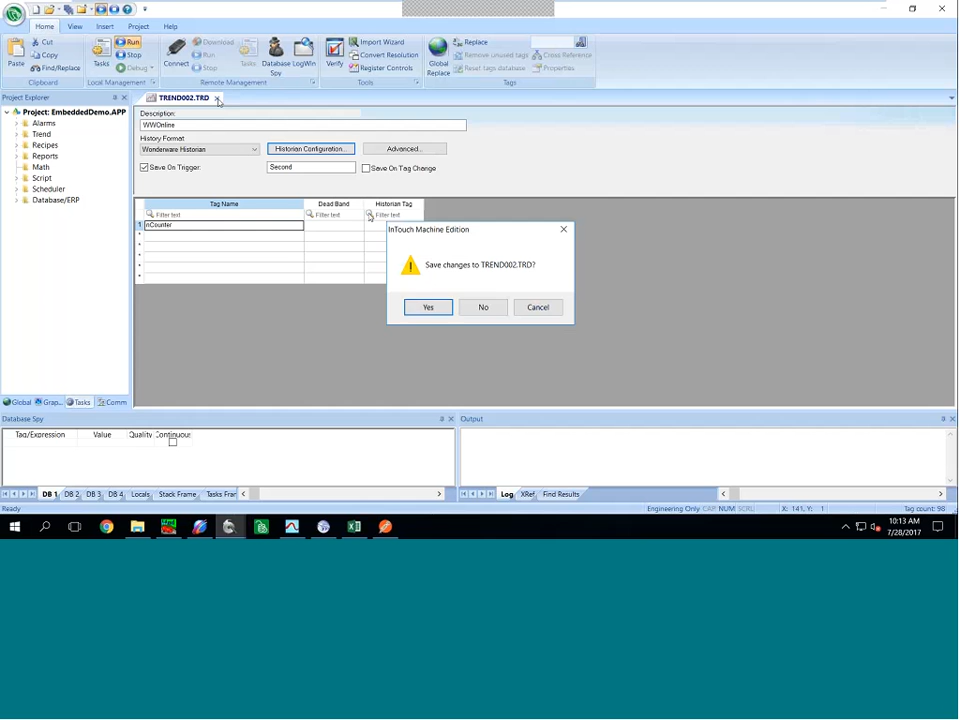 Home View Insert Project Help
Paste
Cut
Copy
Find/Replace
Clipboard
Tasks
Run
Stop
Debug
Local Management
Connect
Download
Run
Stop
Tasks
Database Spy
LogWin
Remote Management
Verify
Import Wizard
Convert Resolution
Register Controls
Tools
Global Replace
Replace
Remove unused tags
Reset tags database
Cross Reference
Properties
Tags
Project Explorer
Project: EmbeddedDemo.APP
Alarms
Trend
Recipes
Reports
Math
Script
Scheduler
Database/ERP
Global Grap... Tasks Comm
TREND002.TRD
Description:
WWOnline
History Format:
Wonderware Historian
Historian Configuration...
Advanced...
Save On Trigger:
Second
Save On Tag Change
Tag Name Dead Band Historian Tag
Filter text Filter text Filter text
1 nCounter
InTouch Machine Edition
Save changes to TREND002.TRD?
Yes No Cancel
Database Spy
Tag/Expression Value Quality Continuous
DB 1 DB 2 DB 3 DB 4 Locals Stack Frame Tasks Fran
Output
Log XRef Find Results
Ready
Engineering Only CAP NUM SCRL X: 141, Y: 1 Tag count: 98
10:13 AM
7/28/2017